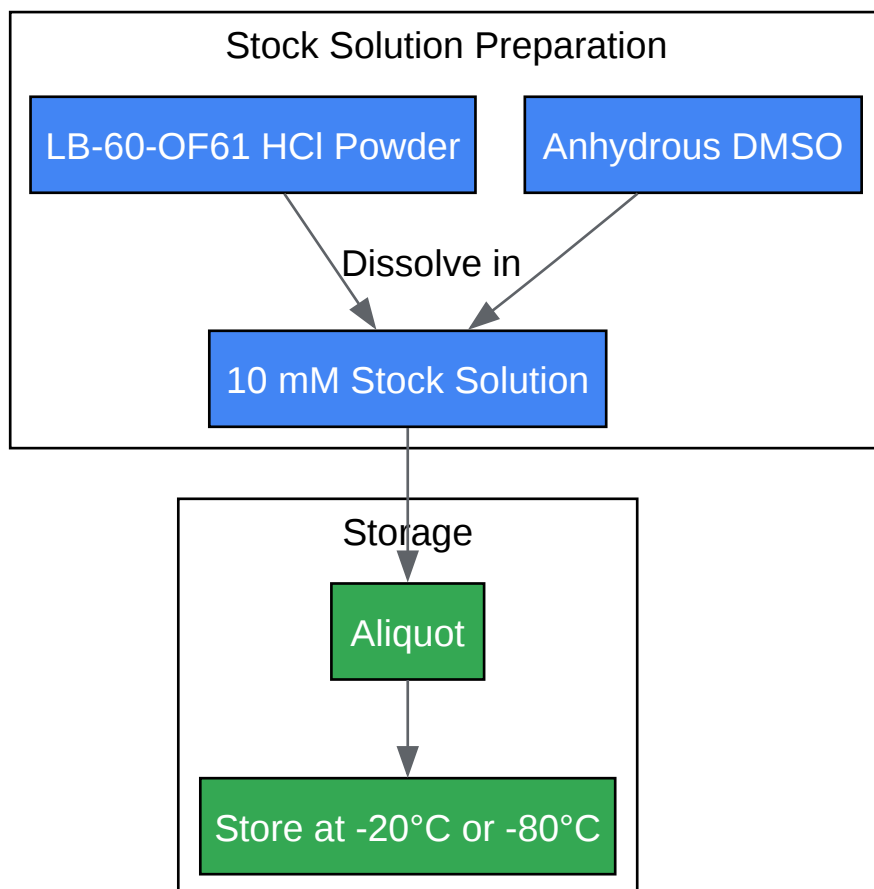 Stock Solution Preparation
LB-60-OF61 HCl Powder
Anhydrous DMSO
Dissolve in
10 mM Stock Solution
Storage
Aliquot
Store at -20°C or -80°C